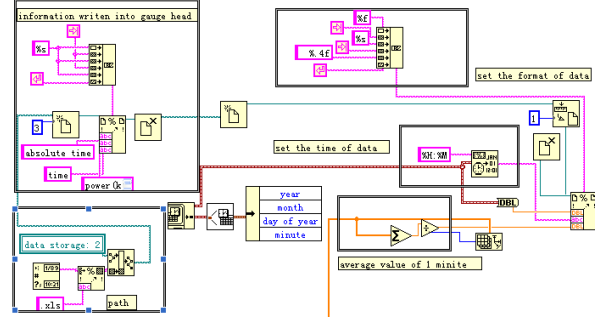 information writen into gauge head
%s
%f
%s
%.4f
set the format of data
3
1
absolute time
time
power(k
set the time of data
%H:%M
DBL
year
month
day of year
minute
data storage: 2
average value of 1 minite
.xls
path